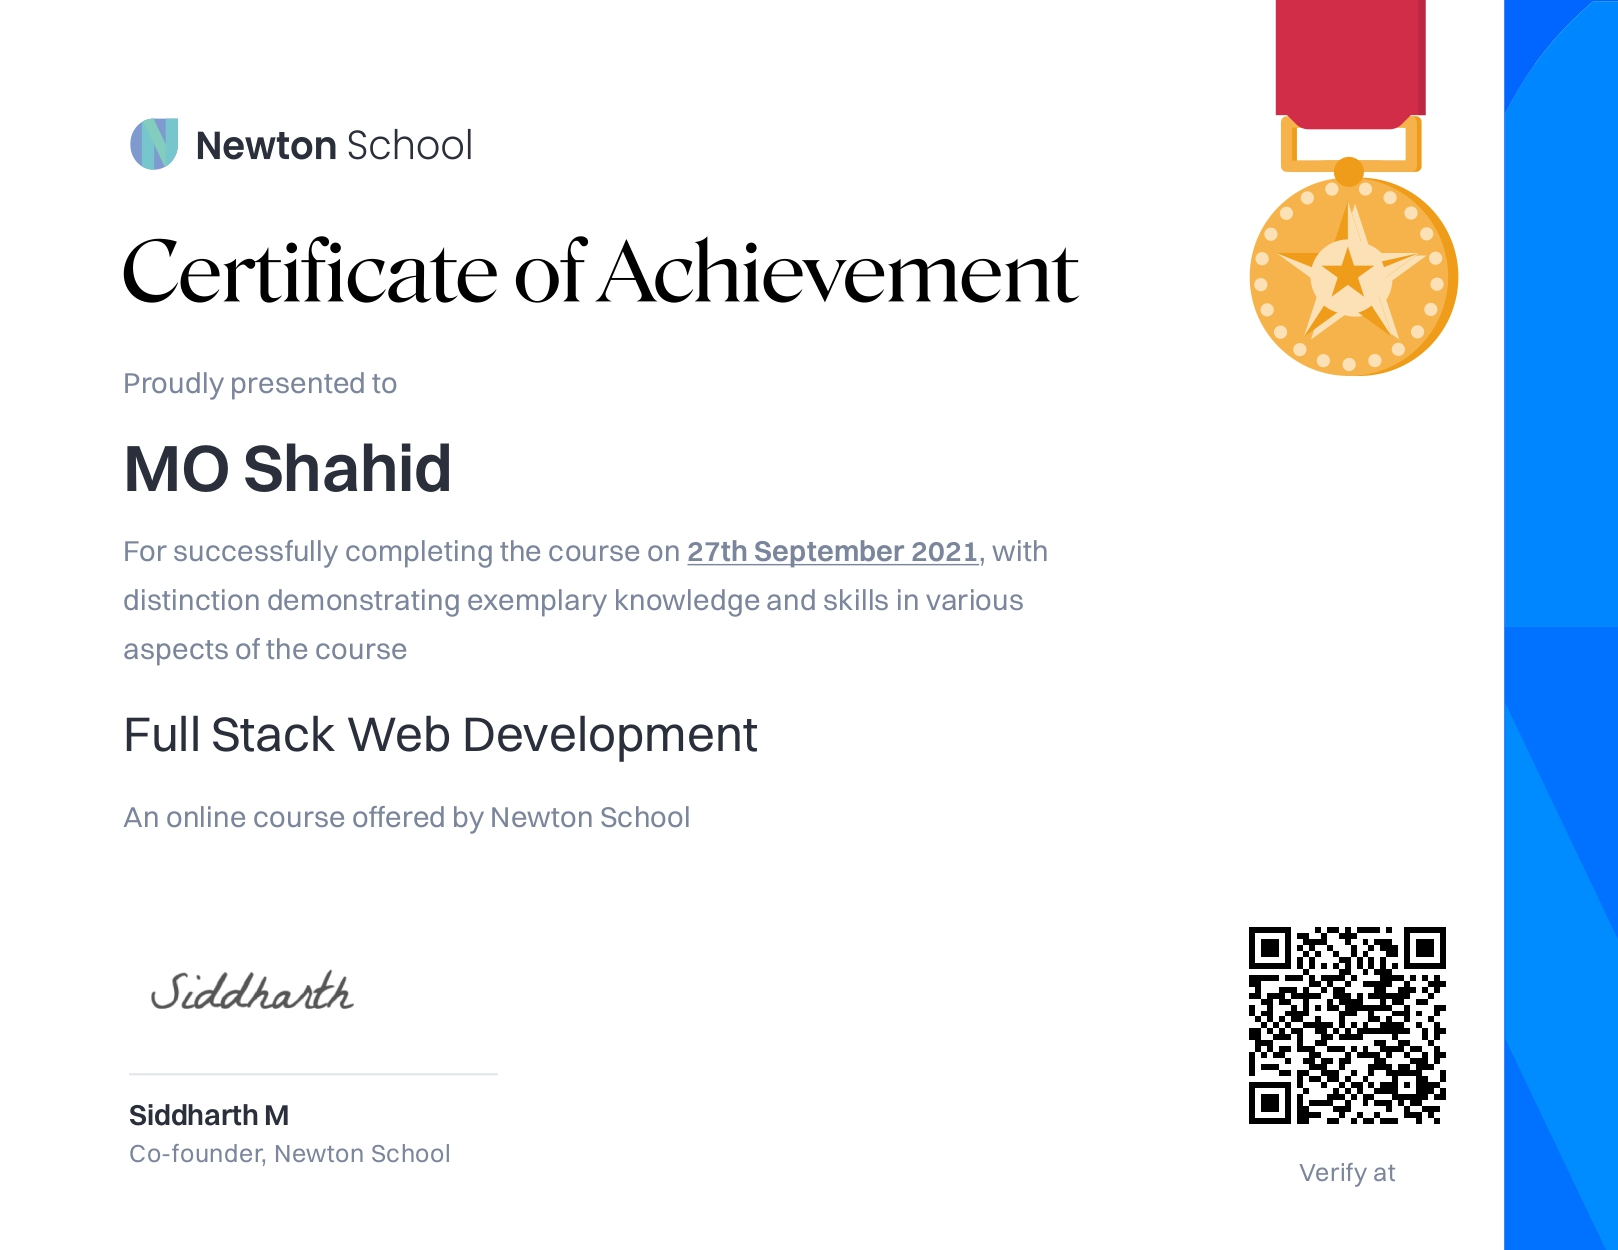 Newton School
Certificate of Achievement
Proudly presented to
MO Shahid
For successfully completing the course on 27th September 2021, with
distinction demonstrating exemplary knowledge and skills in various
aspects of the course
Full Stack Web Development
An online course offered by Newton School
Siddharth
Siddharth M
Co-founder, Newton School
Verify at